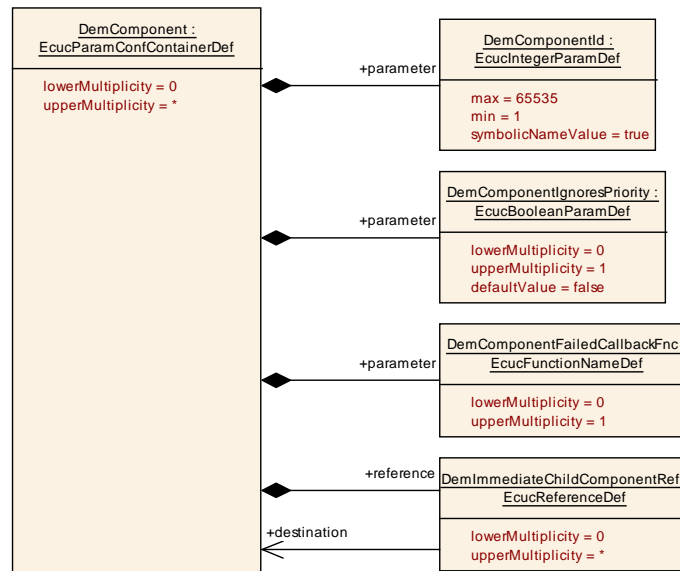 DemComponent :
EcucParamConfContainerDef
lowerMultiplicity = 0
upperMultiplicity = *
+parameter
DemComponentId :
EcucIntegerParamDef
max = 65535
min = 1
symbolicNameValue = true
+parameter
DemComponentIgnoresPriority :
EcucBooleanParamDef
lowerMultiplicity = 0
upperMultiplicity = 1
defaultValue = false
+parameter
DemComponentFailedCallbackFnc
EcucFunctionNameDef
lowerMultiplicity = 0
upperMultiplicity = 1
+reference
DemImmediateChildComponentRef
EcucReferenceDef
lowerMultiplicity = 0
upperMultiplicity = *
+destination